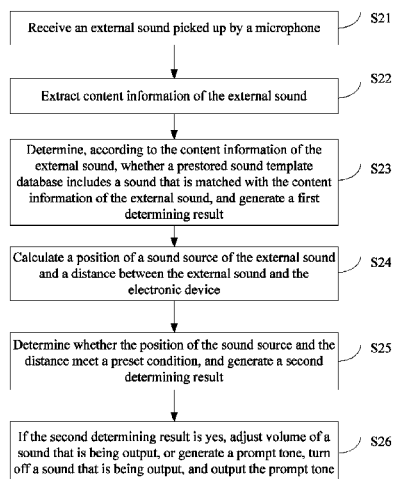 Receive an external sound picked up by a microphone
S21
Extract content information of the external sound
S22
Determine, according to the content information of the
external sound, whether a prestored sound template
database includes a sound that is matched with the content
information of the external sound, and generate a first
determining result
S23
Calculate a position of a sound source of the external sound
and a distance between the external sound and the
electronic device
S24
Determine whether the position of the sound source and the
distance meet a preset condition, and generate a second
determining result
S25
If the second determining result is yes, adjust volume of a
sound that is being output, or generate a prompt tone, turn
off a sound that is being output, and output the prompt tone
S26